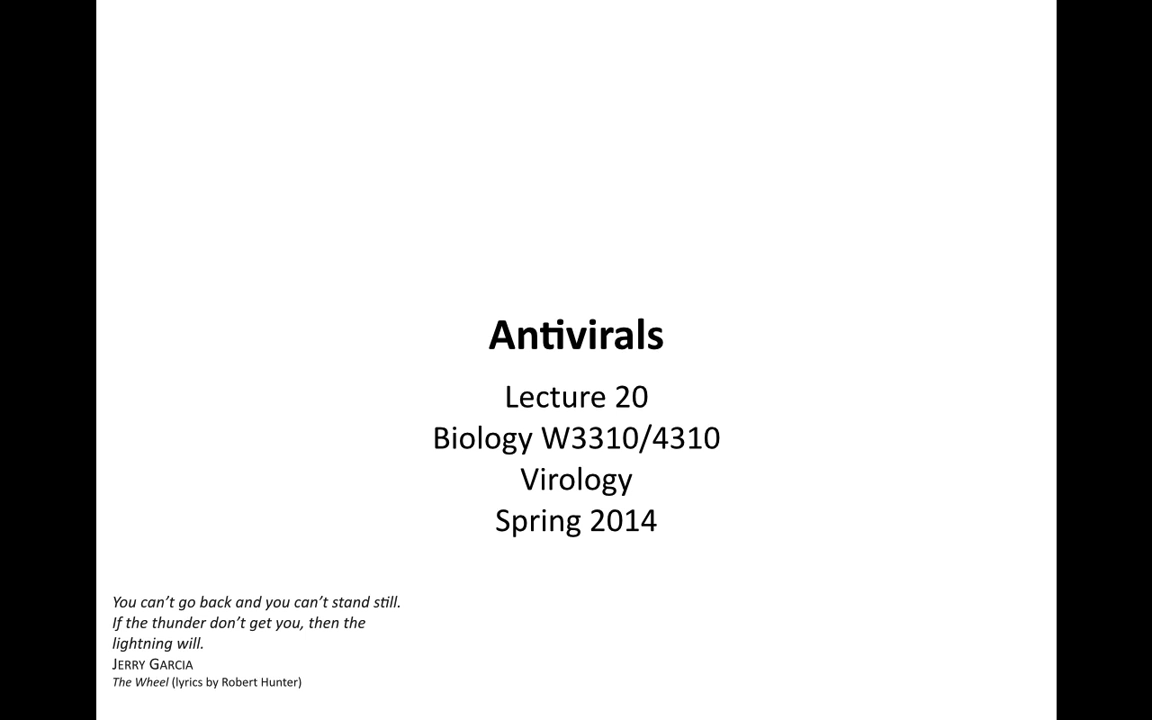 Antivirals
Lecture 20
Biology W3310/4310
Virology
Spring 2014
You can’t go back and you can’t stand still.
If the thunder don’t get you, then the
lightning will.
JERRY GARCIA
The Wheel (lyrics by Robert Hunter)